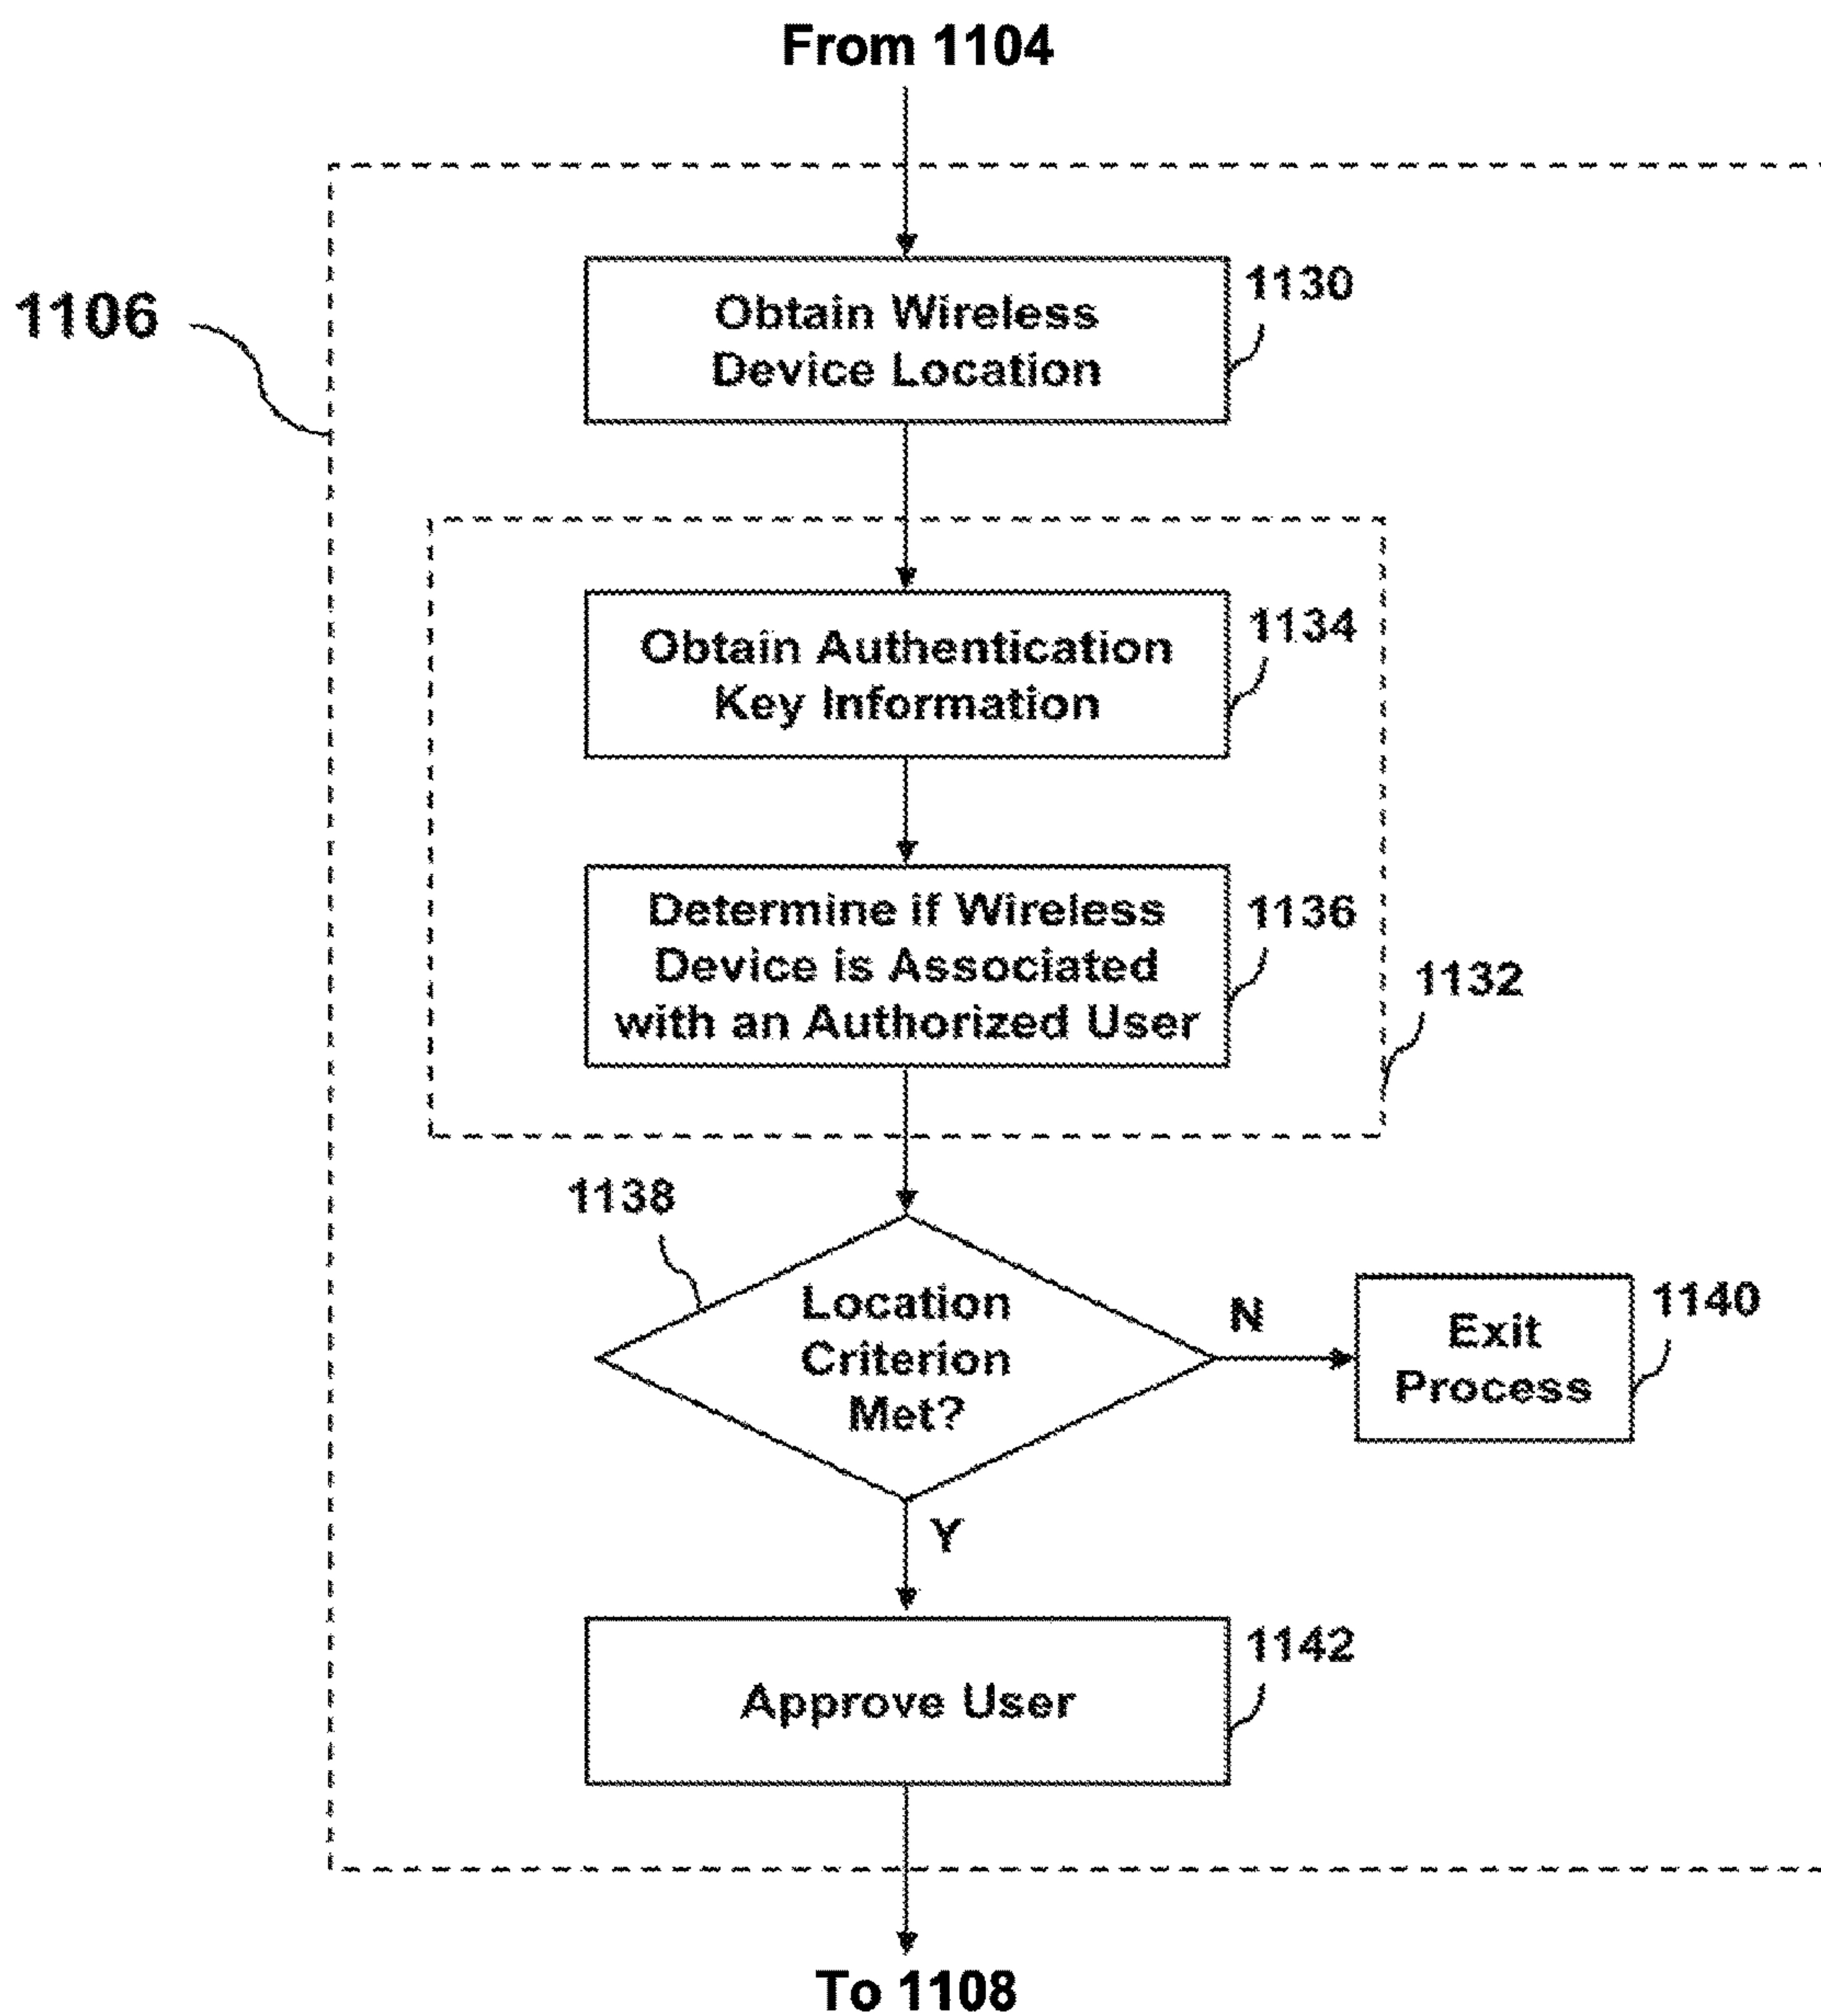 From 1104
1106
Obtain Wireless
Device Location
1130
Obtain Authentication
Key Information
1134
Determine if Wireless
Device is Associated
with an Authorized User
1136
1132
1138
Location
Criterion
Met?
N
Exit
Process
1140
Y
Approve User
1142
To 1108